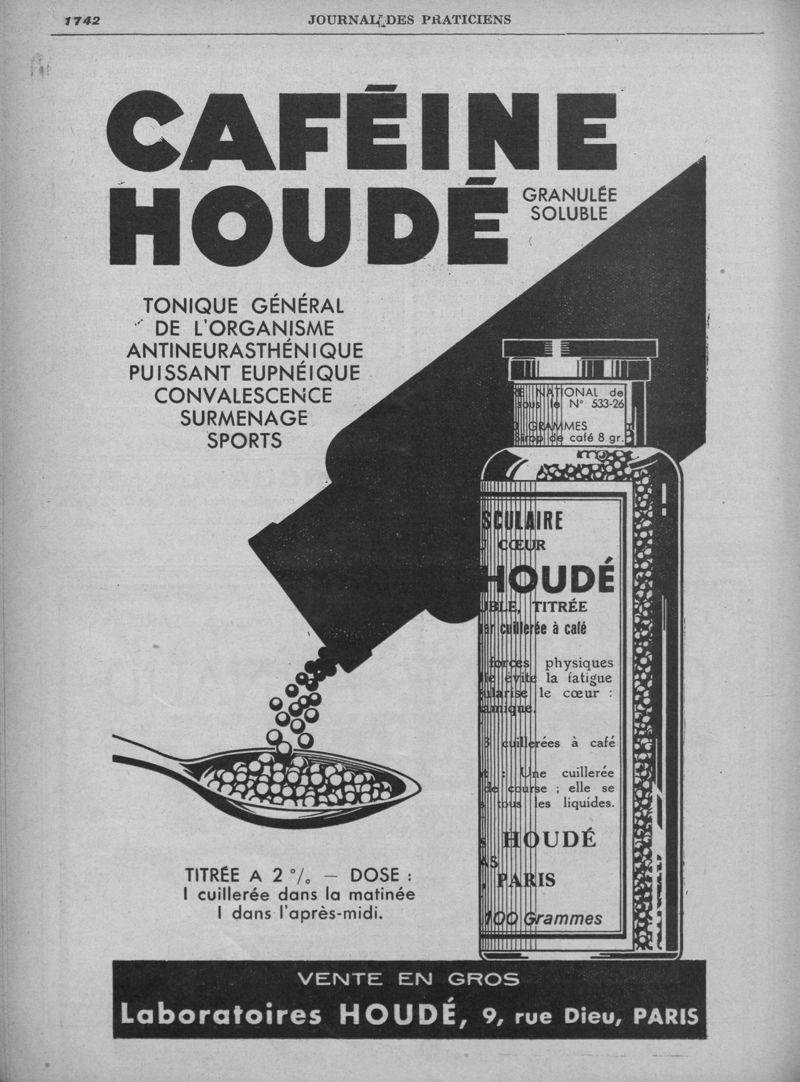 1742
JOURNAL DES PRATICIENS
CAFÉINE
HOUDÉ
GRANULÉE
SOLUBLE
TONIQUE GÉNÉRAL
DE L'ORGANISME
ANTINEURASTHÉNIQUE
PUISSANT EUPNÉIQUE
CONVALESCENCE
SURMENAGE
SPORTS
NATIONAL de
sous le N° 533-26
GRAMMES
Sirop de café 8 gr.
SCULAIRE
CŒUR
HOUDÉ
UBLE, TITRÉE
cuillerée à café
forces physiques
évite la fatigue
ularise le cœur :
amique.
3 cuillerées à café
: Une cuillerée
de course ; elle se
tous les liquides.
HOUDÉ
AS
PARIS
100 Grammes
TITRÉE A 2 °/₀ — DOSE :
1 cuillerée dans la matinée
1 dans l'après-midi.
VENTE EN GROS
Laboratoires HOUDÉ, 9, rue Dieu, PARIS